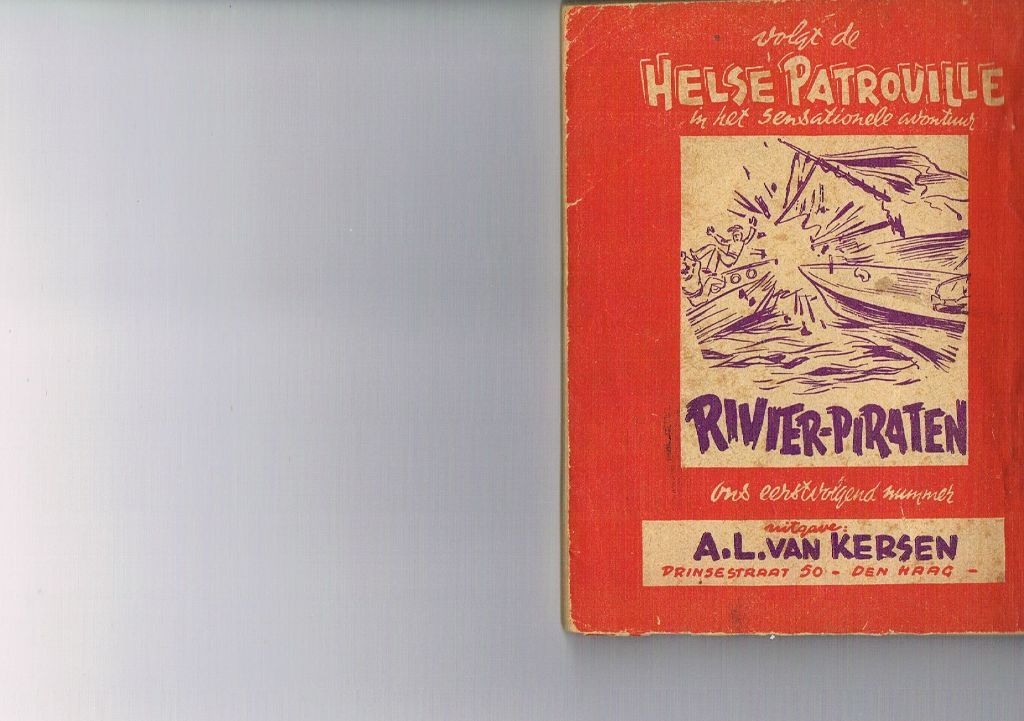 volgt de
HELSE PATROUILLE
in het sensationele avontuur
RIVIER-PIRATEN
ons eerstvolgend nummer
uitgave:
A.L. VAN KERSEN
PRINSESTRAAT 50 - DEN HAAG -